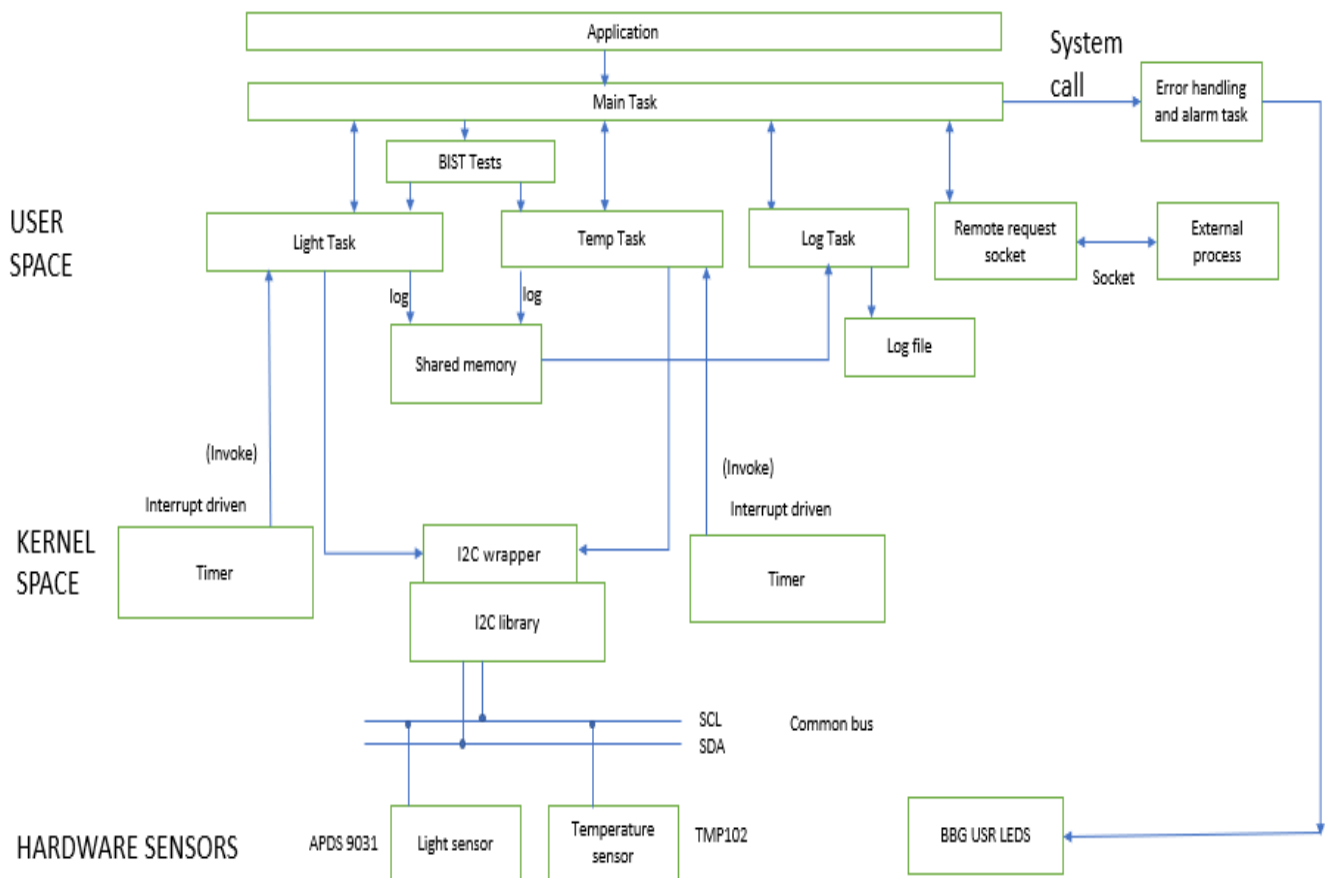 Application
System
call
Error handling
and alarm task
Main Task
BIST Tests
USER
SPACE
Light Task
Temp Task
Log Task
Remote request
socket
External
process
Socket
log
log
Shared memory
Log file
(Invoke)
(Invoke)
Interrupt driven
Interrupt driven
KERNEL
SPACE
Timer
I2C wrapper
Timer
I2C library
SCL
Common bus
SDA
HARDWARE SENSORS
APDS 9031
Light sensor
Temperature
sensor
TMP102
BBG USR LEDS